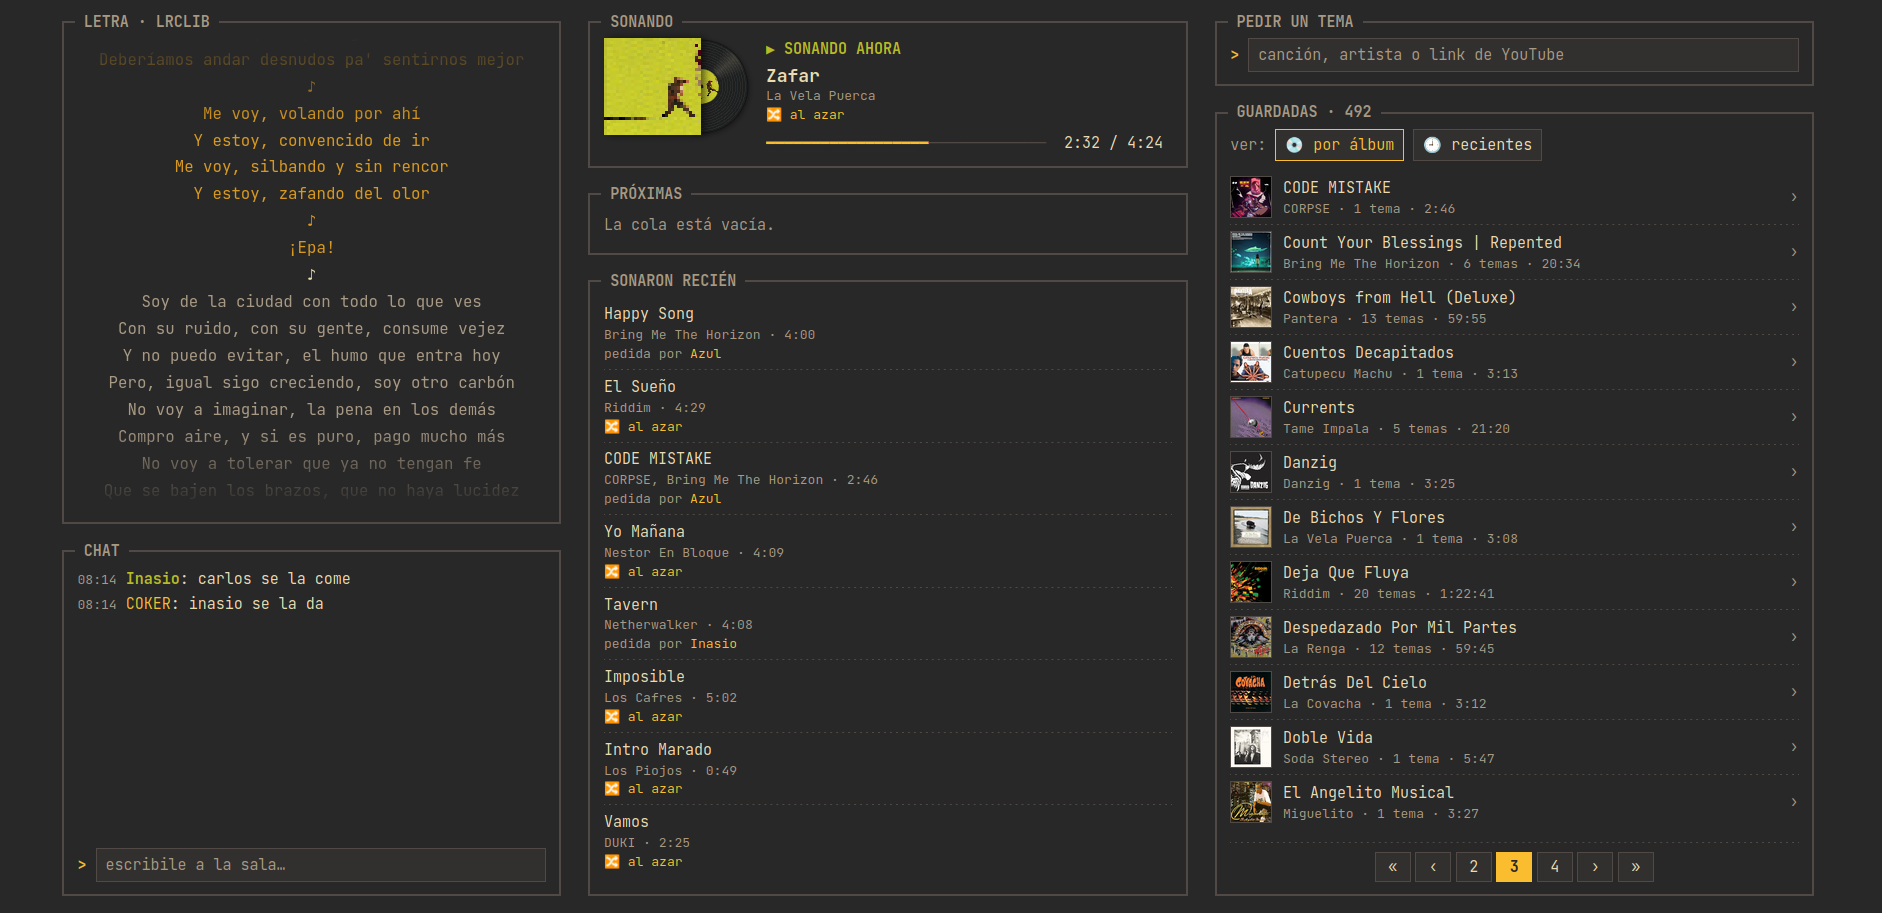 LETRA · LRCLIB
Deberíamos andar desnudos pa' sentirnos mejor
♪
Me voy, volando por ahí
Y estoy, convencido de ir
Me voy, silbando y sin rencor
Y estoy, zafando del olor
♪
¡Epa!
♪
Soy de la ciudad con todo lo que ves
Con su ruido, con su gente, consume vejez
Y no puedo evitar, el humo que entra hoy
Pero, igual sigo creciendo, soy otro carbón
No voy a imaginar, la pena en los demás
Compro aire, y si es puro, pago mucho más
No voy a tolerar que ya no tengan fe
Que se bajen los brazos, que no haya lucidez
CHAT
08:14 Inasio: carlos se la come
08:14 COKER: inasio se la da
> escribile a la sala…
SONANDO
▶ SONANDO AHORA
Zafar
La Vela Puerca
🔀 al azar
2:32 / 4:24
PRÓXIMAS
La cola está vacía.
SONARON RECIÉN
Happy Song
Bring Me The Horizon · 4:00
pedida por Azul
El Sueño
Riddim · 4:29
🔀 al azar
CODE MISTAKE
CORPSE, Bring Me The Horizon · 2:46
pedida por Azul
Yo Mañana
Nestor En Bloque · 4:09
🔀 al azar
Tavern
Netherwalker · 4:08
pedida por Inasio
Imposible
Los Cafres · 5:02
🔀 al azar
Intro Marado
Los Piojos · 0:49
🔀 al azar
Vamos
DUKI · 2:25
🔀 al azar
PEDIR UN TEMA
> canción, artista o link de YouTube
GUARDADAS · 492
ver: 💿 por álbum 🕘 recientes
CODE MISTAKE
CORPSE · 1 tema · 2:46
Count Your Blessings | Repented
Bring Me The Horizon · 6 temas · 20:34
Cowboys from Hell (Deluxe)
Pantera · 13 temas · 59:55
Cuentos Decapitados
Catupecu Machu · 1 tema · 3:13
Currents
Tame Impala · 5 temas · 21:20
Danzig
Danzig · 1 tema · 3:25
De Bichos Y Flores
La Vela Puerca · 1 tema · 3:08
Deja Que Fluya
Riddim · 20 temas · 1:22:41
Despedazado Por Mil Partes
La Renga · 12 temas · 59:45
Detrás Del Cielo
La Covacha · 1 tema · 3:12
Doble Vida
Soda Stereo · 1 tema · 5:47
El Angelito Musical
Miguelito · 1 tema · 3:27
« ‹ 2 3 4 › »